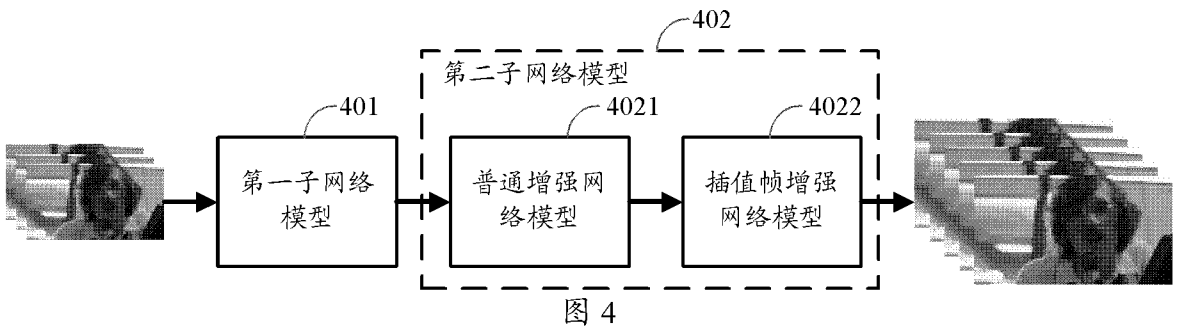 402
第二子网络模型
401
4021
4022
第一子网络
模型
普通增强网
络模型
插值帧增强
网络模型
图 4